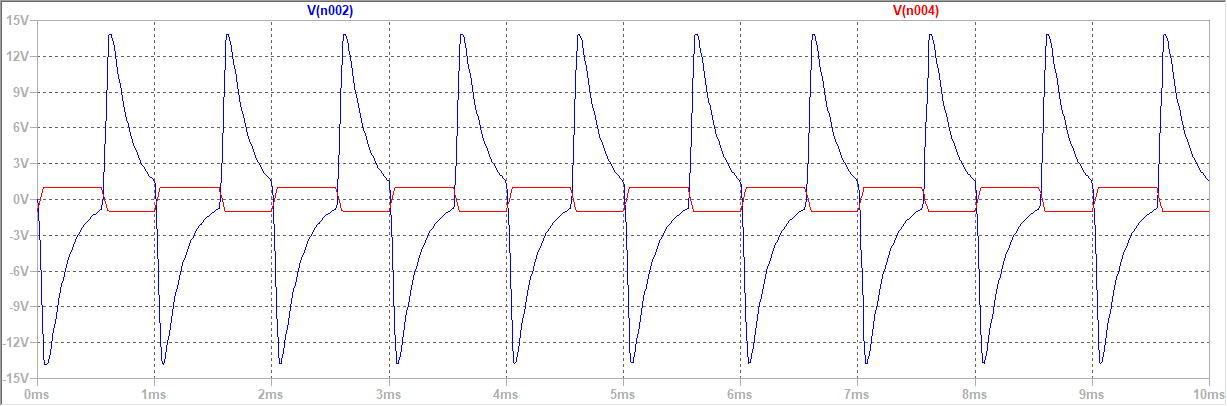 V(n002) V(n004)
15V
12V
9V
6V
3V
0V
-3V
-6V
-9V
-12V
-15V
0ms 1ms 2ms 3ms 4ms 5ms 6ms 7ms 8ms 9ms 10ms